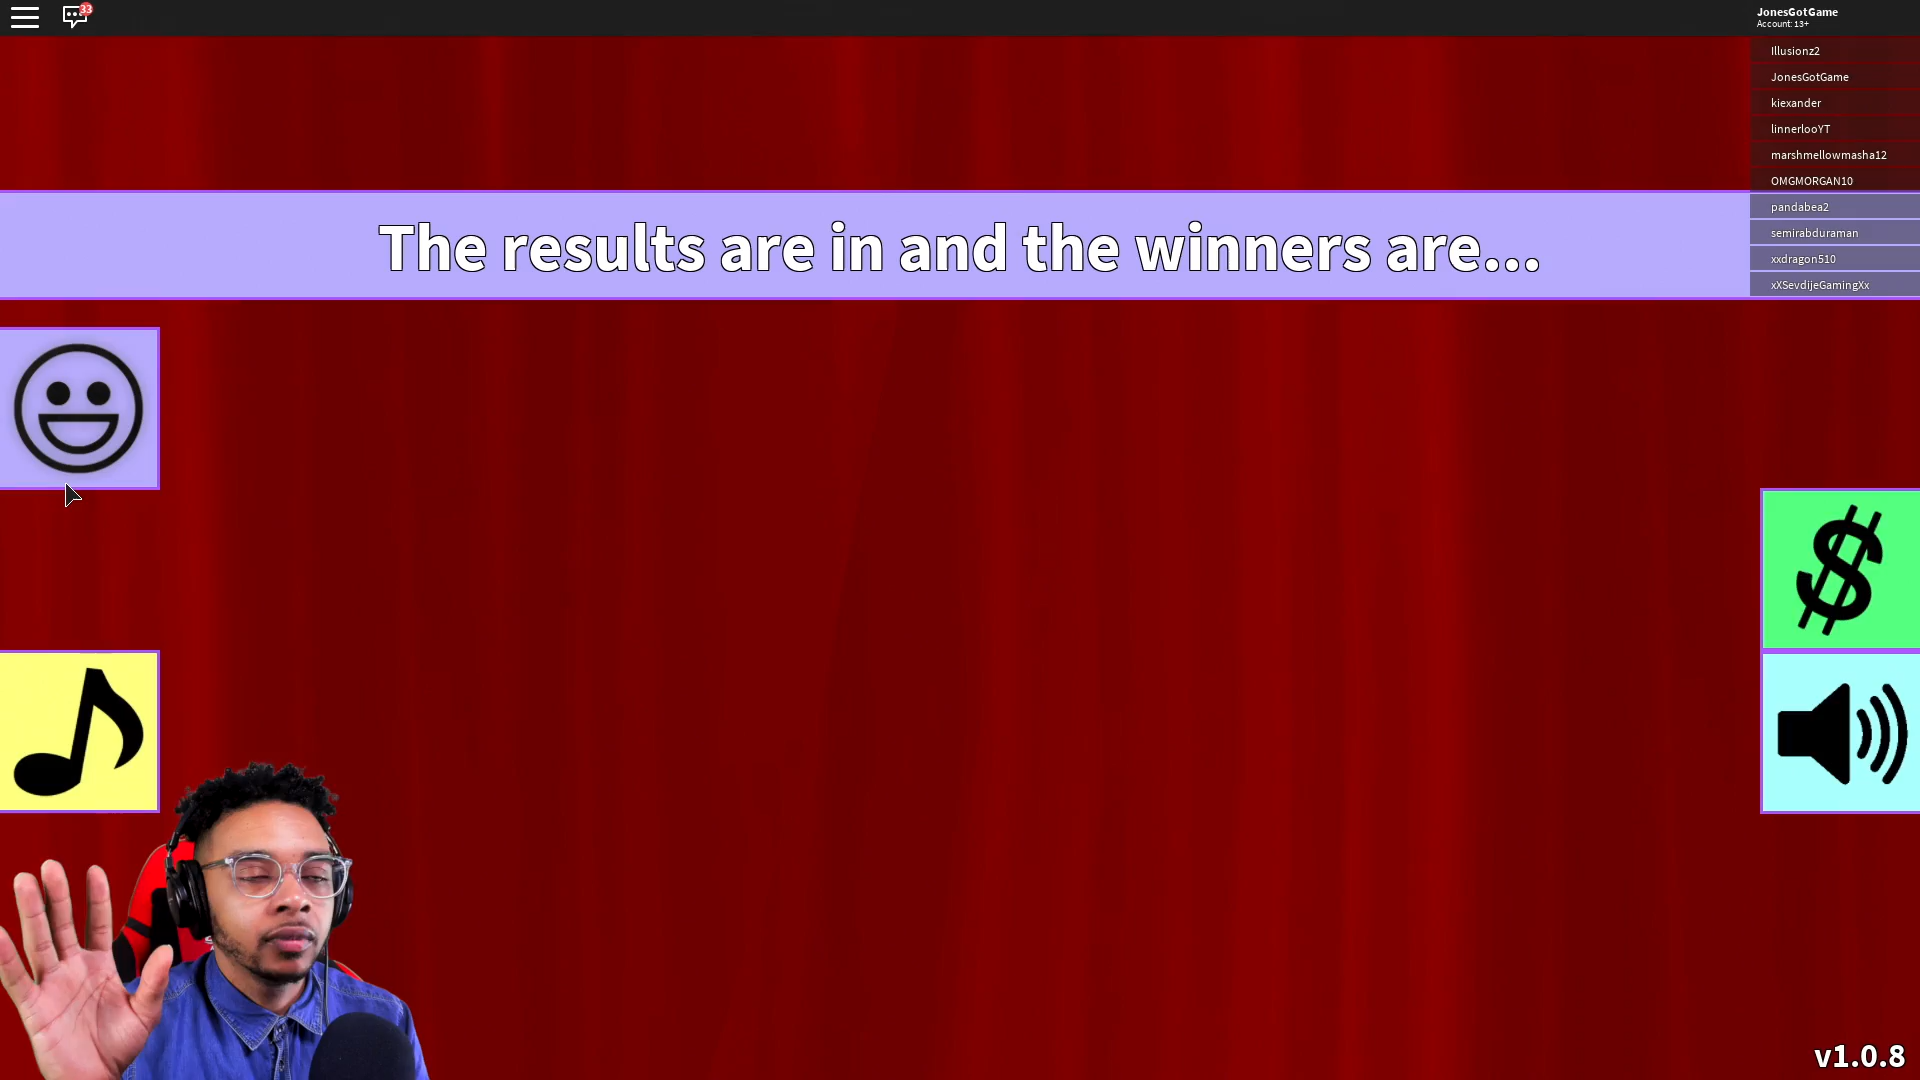 33
JonesGotGame
Account: 13+
Illusionz2
JonesGotGame
kiexander
linnerlooYT
marshmellowmasha12
OMGMORGAN10
pandabea2
semirabduraman
xxdragon510
xXSevdijeGamingXx
The results are in and the winners are...
$
v1.0.8